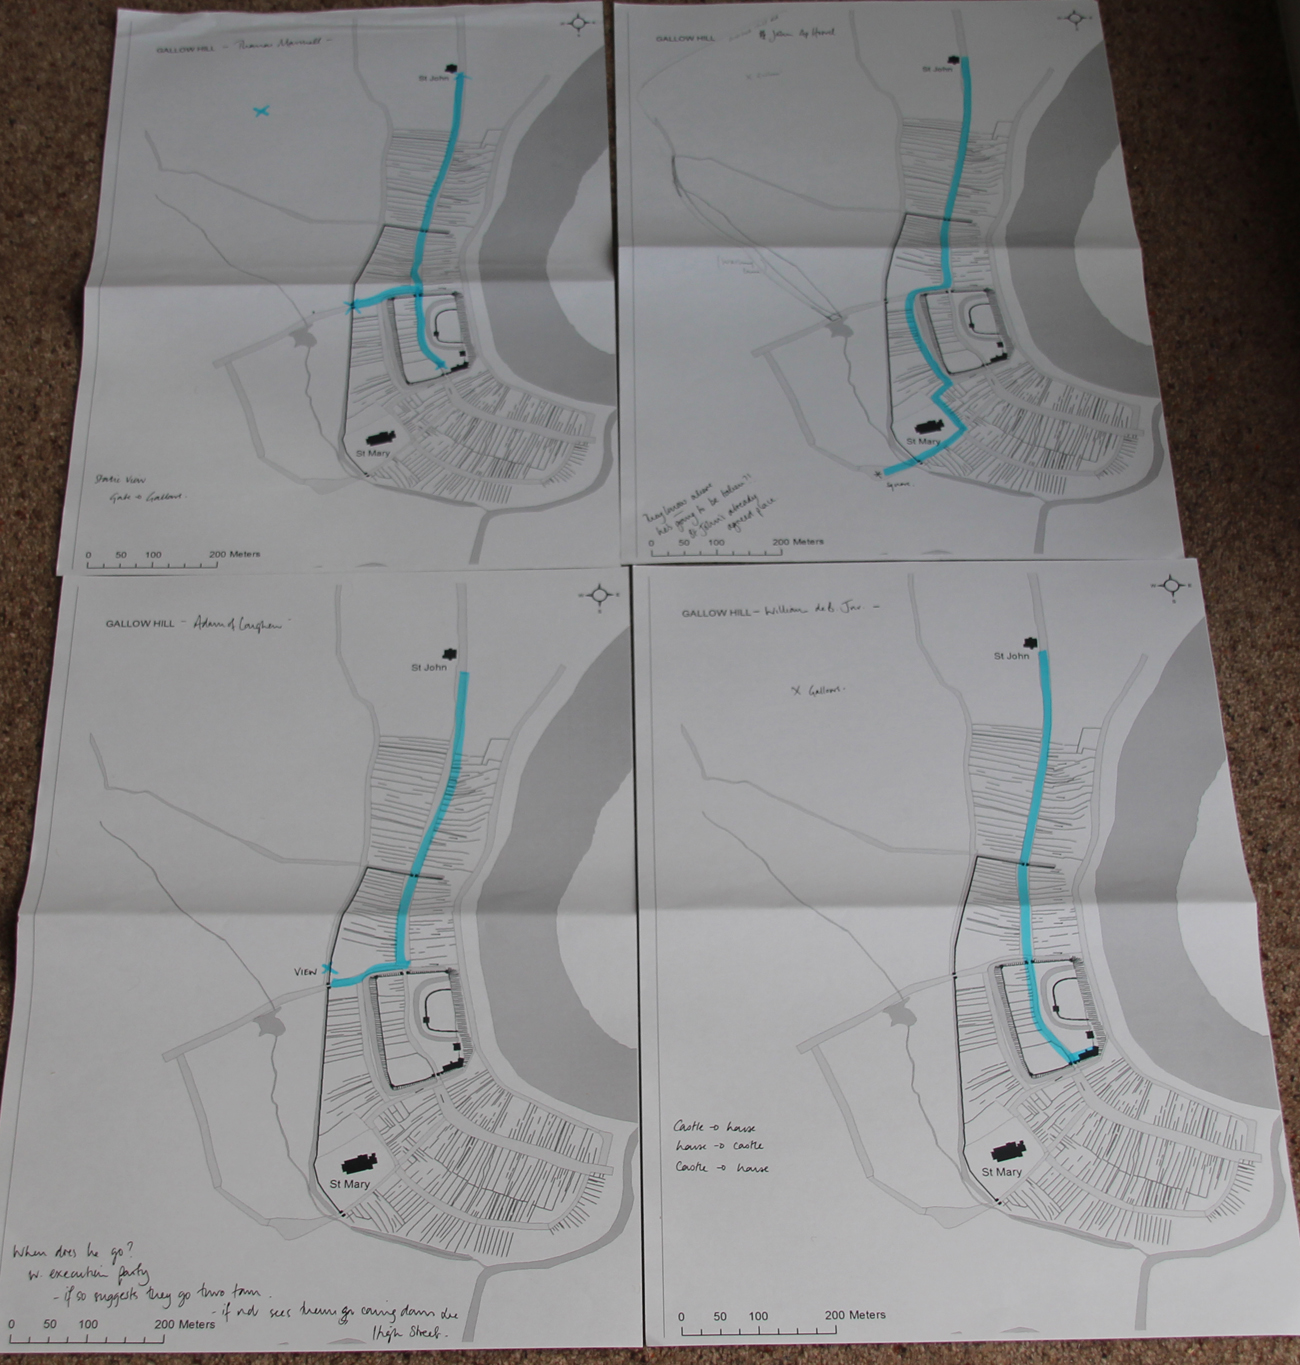 GALLOW HILL - Thomas Marshall -
St John
St Mary
Static View
Gate → Gallows.
0 50 100 200 Meters
GALLOW HILL
John ap Howel
St John
St Mary
They know where
he's going to be taken??
St John's already
agreed place
0 50 100 200 Meters
GALLOW HILL - Adam of
St John
VIEW
St Mary
When does he go?
w. execution party
- if so suggests they go thro town.
- if not sees them coming down the
High Street.
0 50 100 200 Meters
GALLOW HILL - William de B Jnr. -
St John
X Gallows.
Castle → house
house → castle
Castle → house
St Mary
0 50 100 200 Meters